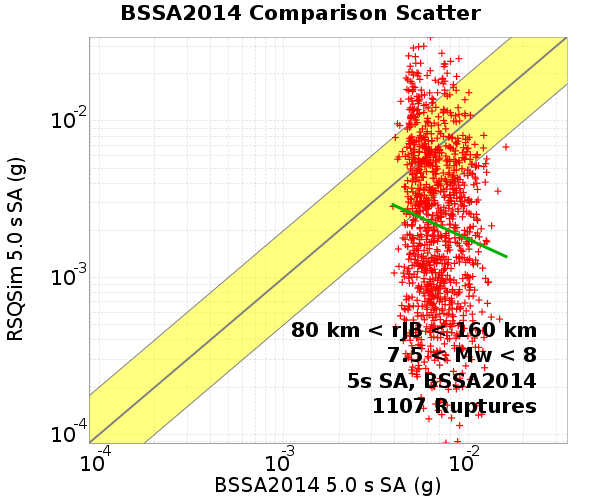 BSSA2014 Comparison Scatter
RSQSim 5.0 s SA (g)
10^-2
10^-3
10^-4
80 km < rJB < 160 km
7.5 < Mw < 8
5s SA, BSSA2014
1107 Ruptures
10^-4
10^-3
10^-2
BSSA2014 5.0 s SA (g)